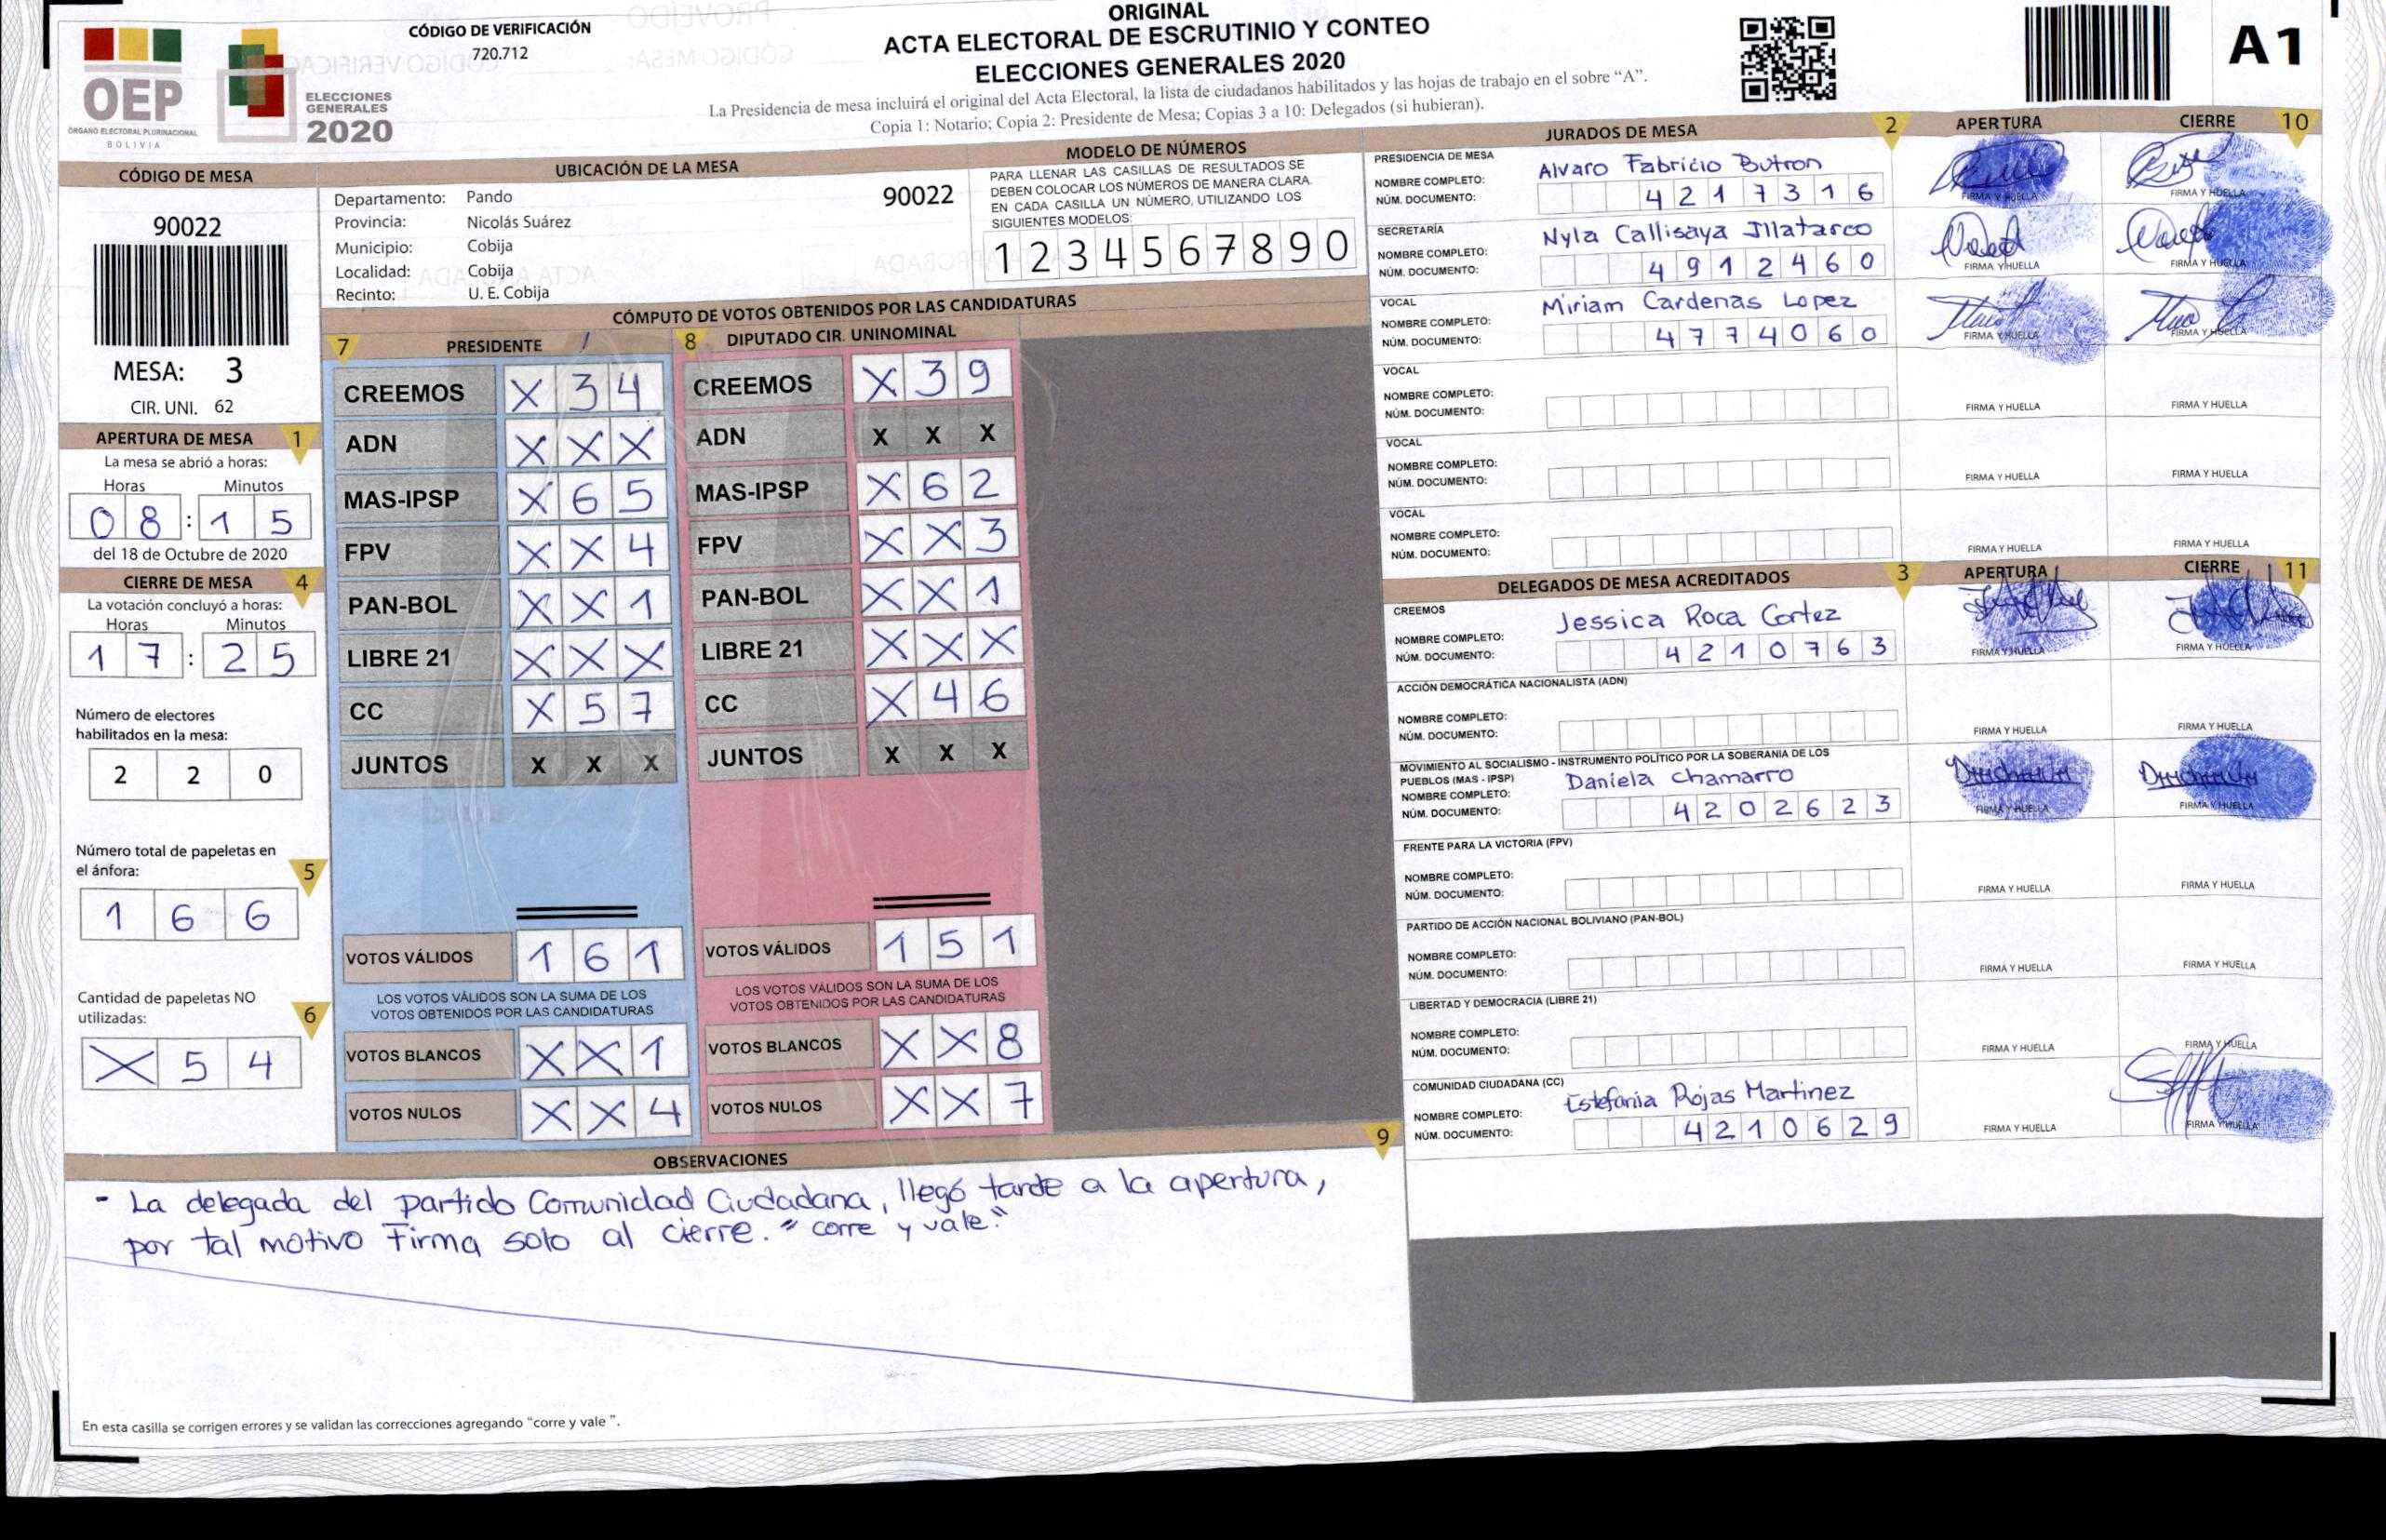 CÓDIGO DE VERIFICACIÓN
720.712
OEP
ÓRGANO ELECTORAL PLURINACIONAL
BOLIVIA
ELECCIONES
GENERALES
2020
ORIGINAL
ACTA ELECTORAL DE ESCRUTINIO Y CONTEO
ELECCIONES GENERALES 2020
La Presidencia de mesa incluirá el original del Acta Electoral, la lista de ciudadanos habilitados y las hojas de trabajo en el sobre “A”.
Copia 1: Notario; Copia 2: Presidente de Mesa; Copias 3 a 10: Delegados (si hubieran).
A1
CÓDIGO DE MESA
90022
MESA: 3
CIR. UNI. 62
APERTURA DE MESA 1
La mesa se abrió a horas:
Horas Minutos
08:15
del 18 de Octubre de 2020
CIERRE DE MESA 4
La votación concluyó a horas:
Horas Minutos
17:25
Número de electores
habilitados en la mesa:
2 2 0
Número total de papeletas en
el ánfora: 5
1 6 6
Cantidad de papeletas NO
utilizadas: 6
X 5 4
UBICACIÓN DE LA MESA
Departamento: Pando 90022
Provincia: Nicolás Suárez
Municipio: Cobija
Localidad: Cobija
Recinto: U. E. Cobija
MODELO DE NÚMEROS
PARA LLENAR LAS CASILLAS DE RESULTADOS SE
DEBEN COLOCAR LOS NÚMEROS DE MANERA CLARA.
EN CADA CASILLA UN NÚMERO, UTILIZANDO LOS
SIGUIENTES MODELOS:
1 2 3 4 5 6 7 8 9 0
CÓMPUTO DE VOTOS OBTENIDOS POR LAS CANDIDATURAS
7 PRESIDENTE
CREEMOS X 3 4
ADN X X X
MAS-IPSP X 6 5
FPV X X 4
PAN-BOL X X 1
LIBRE 21 X X X
CC X 5 7
JUNTOS X X X
VOTOS VÁLIDOS 1 6 1
LOS VOTOS VÁLIDOS SON LA SUMA DE LOS
VOTOS OBTENIDOS POR LAS CANDIDATURAS
VOTOS BLANCOS X X 1
VOTOS NULOS X X 4
8 DIPUTADO CIR. UNINOMINAL
CREEMOS X 3 9
ADN X X X
MAS-IPSP X 6 2
FPV X X 3
PAN-BOL X X 1
LIBRE 21 X X X
CC X 4 6
JUNTOS X X X
VOTOS VÁLIDOS 1 5 1
LOS VOTOS VÁLIDOS SON LA SUMA DE LOS
VOTOS OBTENIDOS POR LAS CANDIDATURAS
VOTOS BLANCOS X X 8
VOTOS NULOS X X 7
JURADOS DE MESA 2 APERTURA CIERRE 10
PRESIDENCIA DE MESA
NOMBRE COMPLETO: Alvaro Fabricio Butron
NÚM. DOCUMENTO: 4217316
FIRMA Y HUELLA FIRMA Y HUELLA
SECRETARÍA
NOMBRE COMPLETO: Nyla Callisaya Illatarco
NÚM. DOCUMENTO: 4912460
FIRMA Y HUELLA FIRMA Y HUELLA
VOCAL
NOMBRE COMPLETO: Miriam Cardenas Lopez
NÚM. DOCUMENTO: 4774060
FIRMA Y HUELLA FIRMA Y HUELLA
VOCAL
NOMBRE COMPLETO:
NÚM. DOCUMENTO:
FIRMA Y HUELLA FIRMA Y HUELLA
VOCAL
NOMBRE COMPLETO:
NÚM. DOCUMENTO:
FIRMA Y HUELLA FIRMA Y HUELLA
VOCAL
NOMBRE COMPLETO:
NÚM. DOCUMENTO:
FIRMA Y HUELLA FIRMA Y HUELLA
DELEGADOS DE MESA ACREDITADOS 3 APERTURA CIERRE 11
CREEMOS
NOMBRE COMPLETO: Jessica Roca Cortez
NÚM. DOCUMENTO: 4210763
FIRMA Y HUELLA FIRMA Y HUELLA
ACCIÓN DEMOCRÁTICA NACIONALISTA (ADN)
NOMBRE COMPLETO:
NÚM. DOCUMENTO:
FIRMA Y HUELLA FIRMA Y HUELLA
MOVIMIENTO AL SOCIALISMO - INSTRUMENTO POLÍTICO POR LA SOBERANIA DE LOS
PUEBLOS (MAS - IPSP)
NOMBRE COMPLETO: Daniela Chamarro
NÚM. DOCUMENTO: 4202623
FIRMA Y HUELLA FIRMA Y HUELLA
FRENTE PARA LA VICTORIA (FPV)
NOMBRE COMPLETO:
NÚM. DOCUMENTO:
FIRMA Y HUELLA FIRMA Y HUELLA
PARTIDO DE ACCIÓN NACIONAL BOLIVIANO (PAN-BOL)
NOMBRE COMPLETO:
NÚM. DOCUMENTO:
FIRMA Y HUELLA FIRMA Y HUELLA
LIBERTAD Y DEMOCRACIA (LIBRE 21)
NOMBRE COMPLETO:
NÚM. DOCUMENTO:
FIRMA Y HUELLA FIRMA Y HUELLA
COMUNIDAD CIUDADANA (CC)
NOMBRE COMPLETO: Estefania Rojas Martinez
NÚM. DOCUMENTO: 4210629
FIRMA Y HUELLA FIRMA Y HUELLA
OBSERVACIONES 9
- La delegada del partido Comunidad Ciudadana, llegó tarde a la apertura,
por tal motivo Firma solo al cierre. "corre y vale."
En esta casilla se corrigen errores y se validan las correcciones agregando “corre y vale ”.